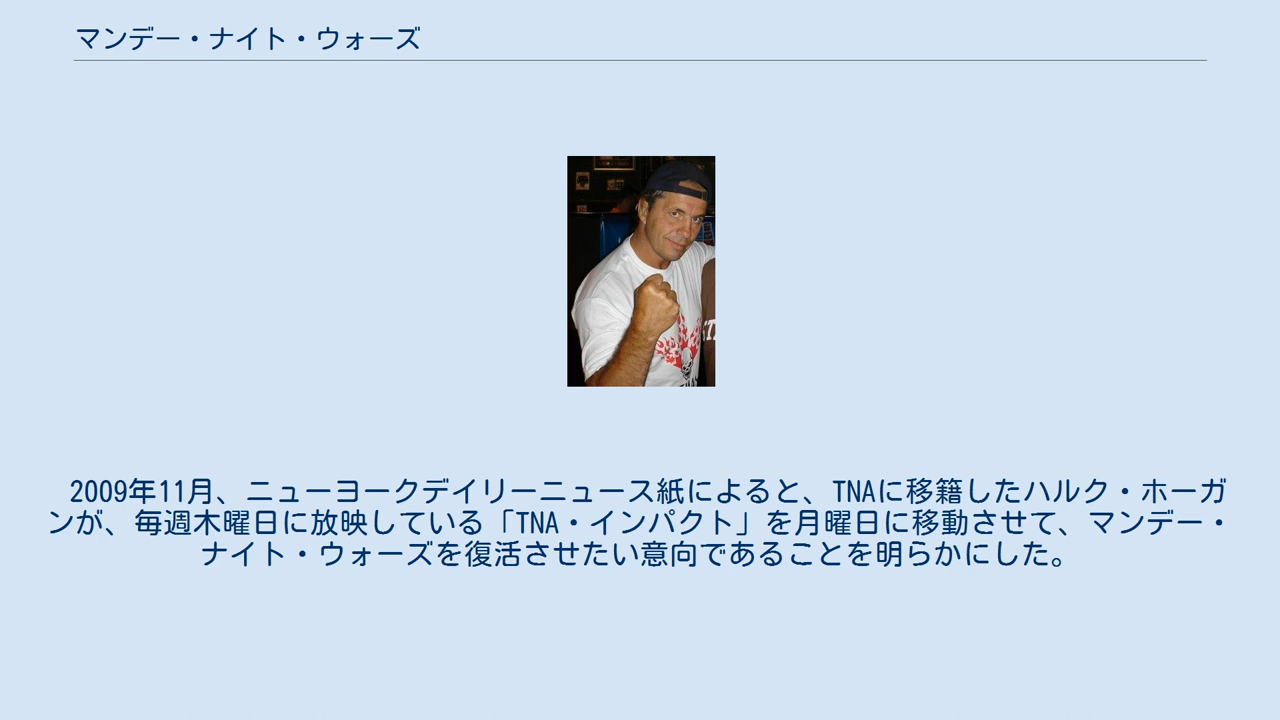 マンデー・ナイト・ウォーズ
2009年11月、ニューヨークデイリーニュース紙によると、TNAに移籍したハルク・ホーガ
ンが、毎週木曜日に放映している「TNA・インパクト」を月曜日に移動させて、マンデー・
ナイト・ウォーズを復活させたい意向であることを明らかにした。